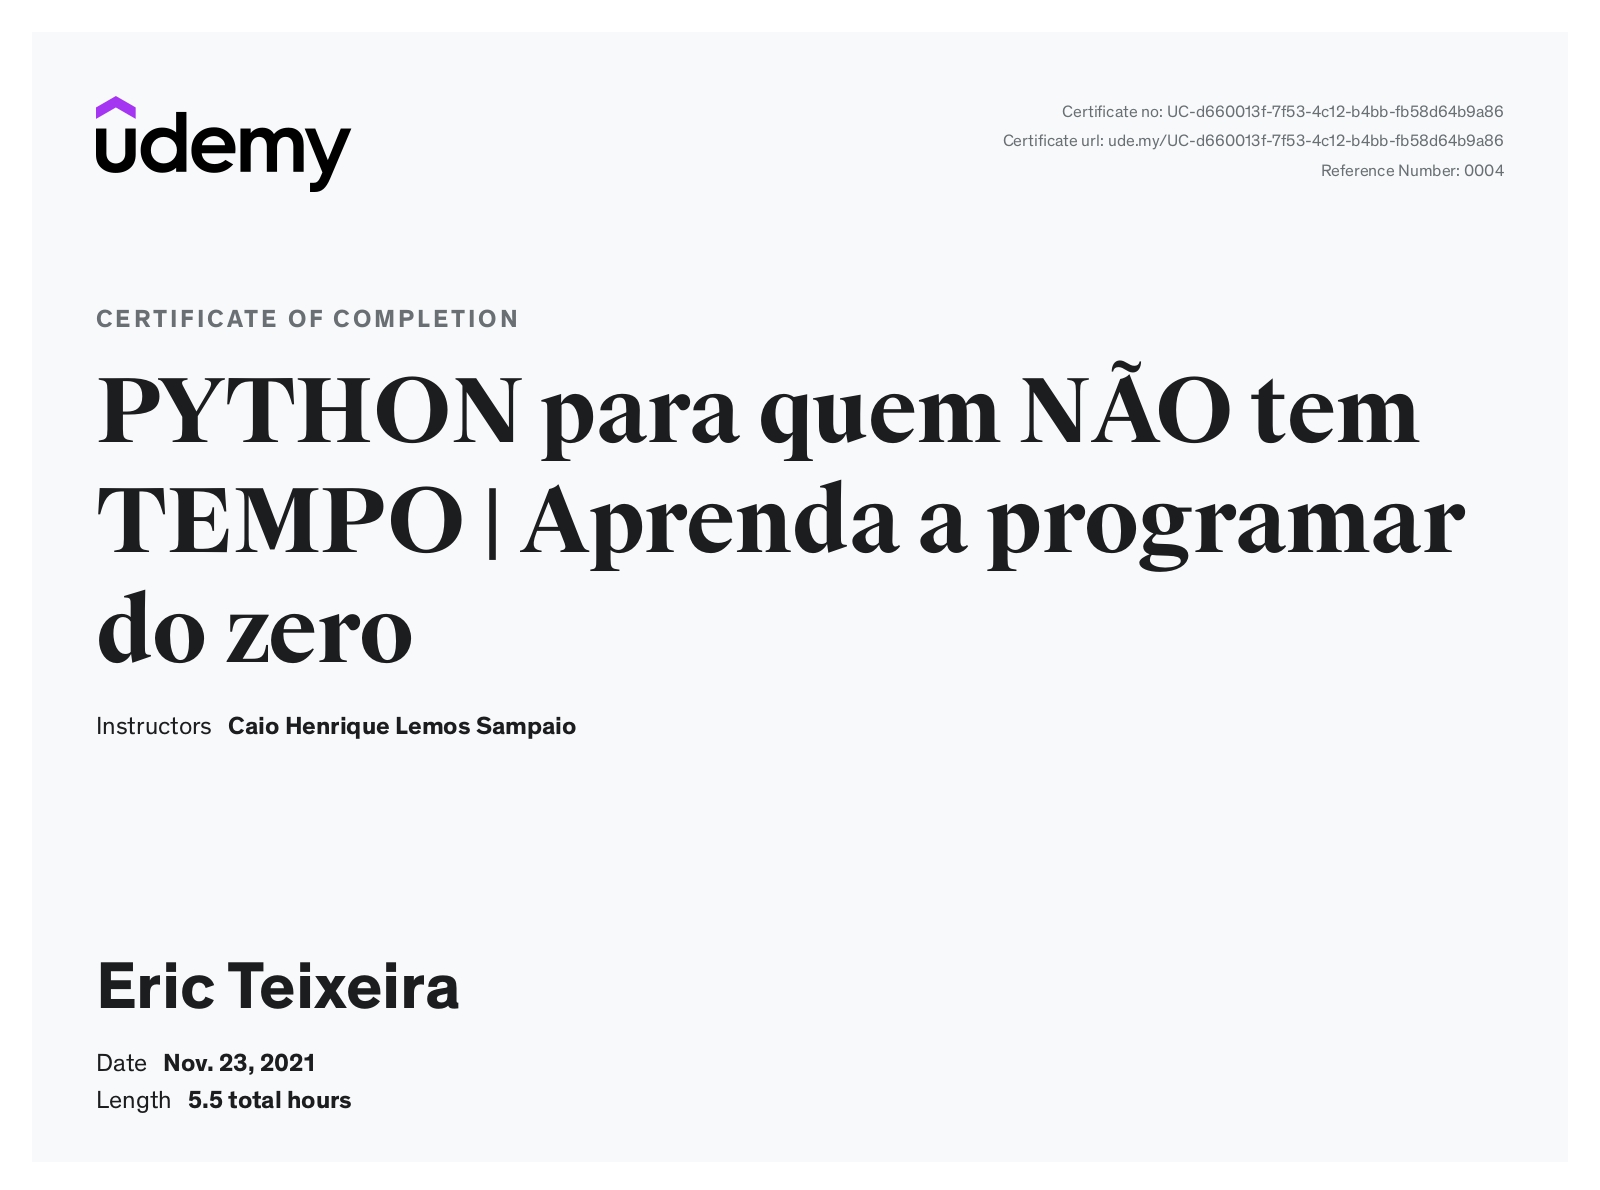 udemy
Certificate no: UC-d660013f-7f53-4c12-b4bb-fb58d64b9a86
Certificate url: ude.my/UC-d660013f-7f53-4c12-b4bb-fb58d64b9a86
Reference Number: 0004
CERTIFICATE OF COMPLETION
PYTHON para quem NÃO tem
TEMPO | Aprenda a programar
do zero
Instructors Caio Henrique Lemos Sampaio
Eric Teixeira
Date Nov. 23, 2021
Length 5.5 total hours